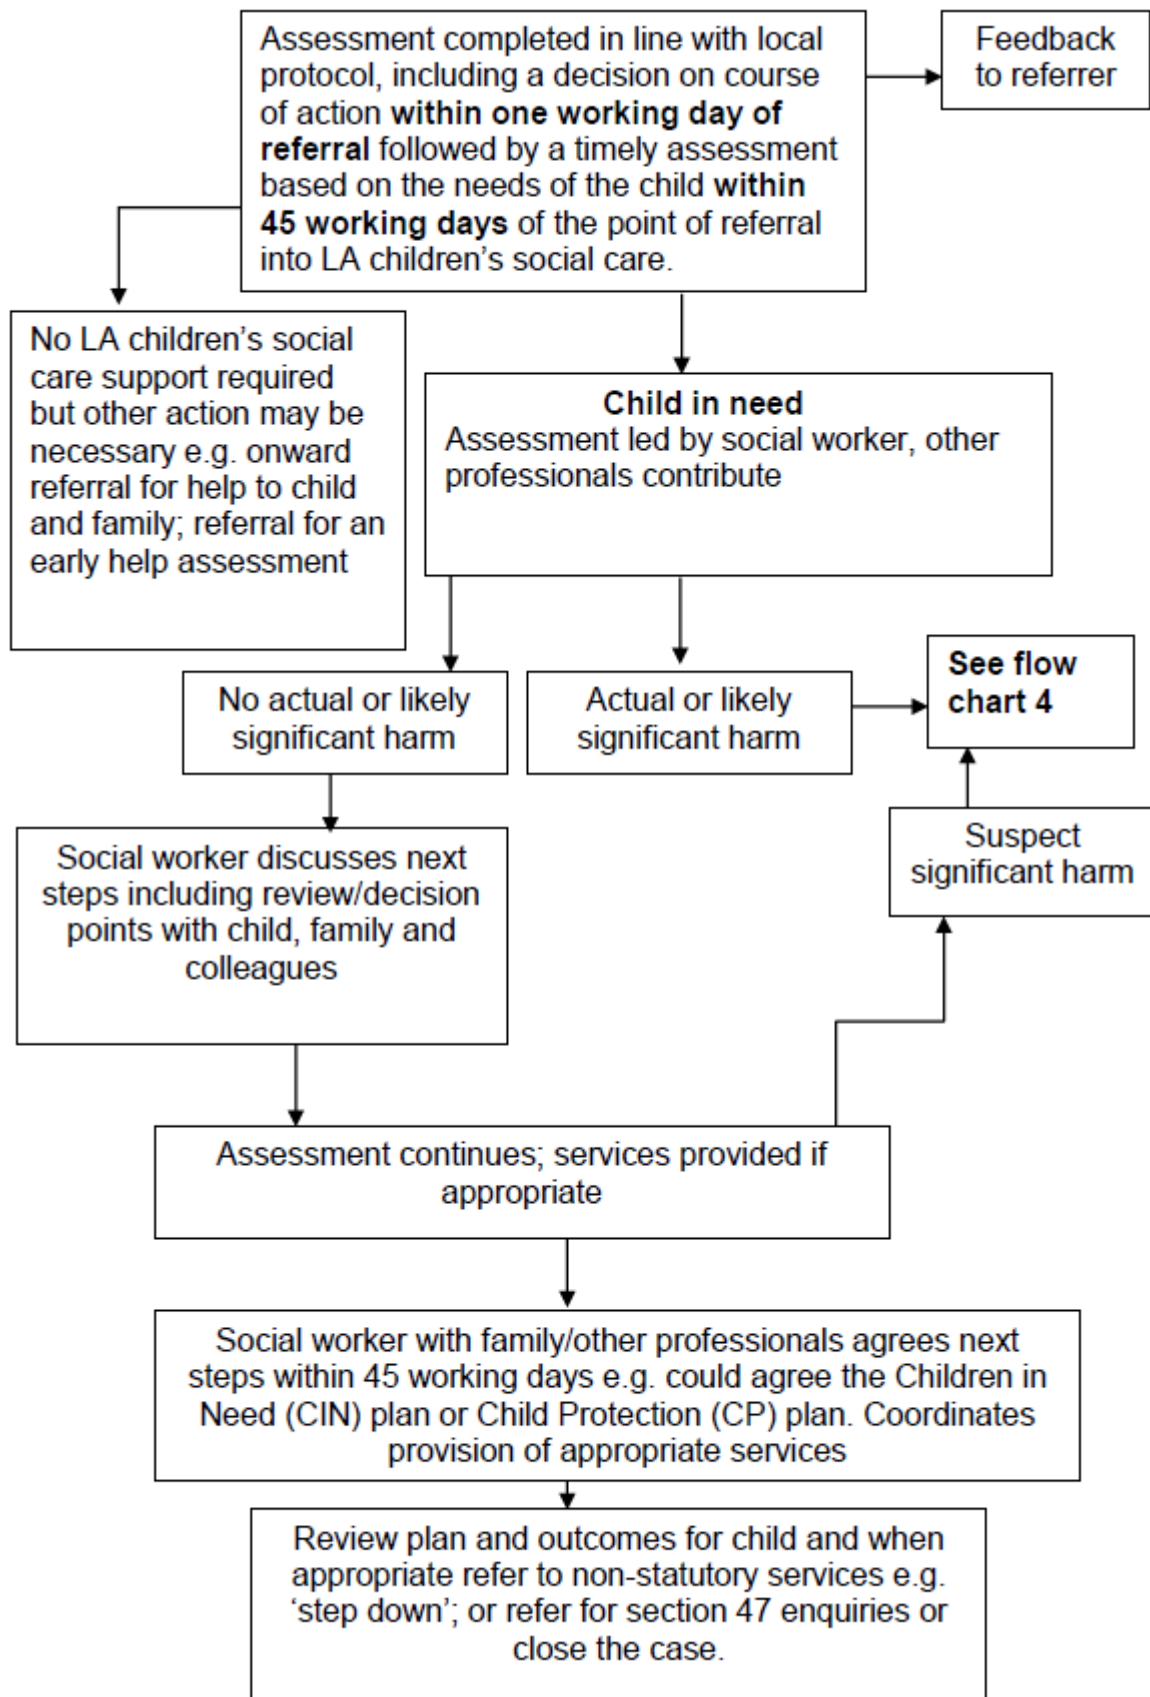 Assessment completed in line with local
protocol, including a decision on course
of action within one working day of
referral followed by a timely assessment
based on the needs of the child within
45 working days of the point of referral
into LA children's social care.
Feedback
to referrer
No LA children's social
care support required
but other action may be
necessary e.g. onward
referral for help to child
and family; referral for an
early help assessment
Child in need
Assessment led by social worker, other
professionals contribute
No actual or likely
significant harm
Actual or likely
significant harm
See flow
chart 4
Suspect
significant harm
Social worker discusses next
steps including review/decision
points with child, family and
colleagues
Assessment continues; services provided if
appropriate
Social worker with family/other professionals agrees next
steps within 45 working days e.g. could agree the Children in
Need (CIN) plan or Child Protection (CP) plan. Coordinates
provision of appropriate services
Review plan and outcomes for child and when
appropriate refer to non-statutory services e.g.
‘step down’; or refer for section 47 enquiries or
close the case.